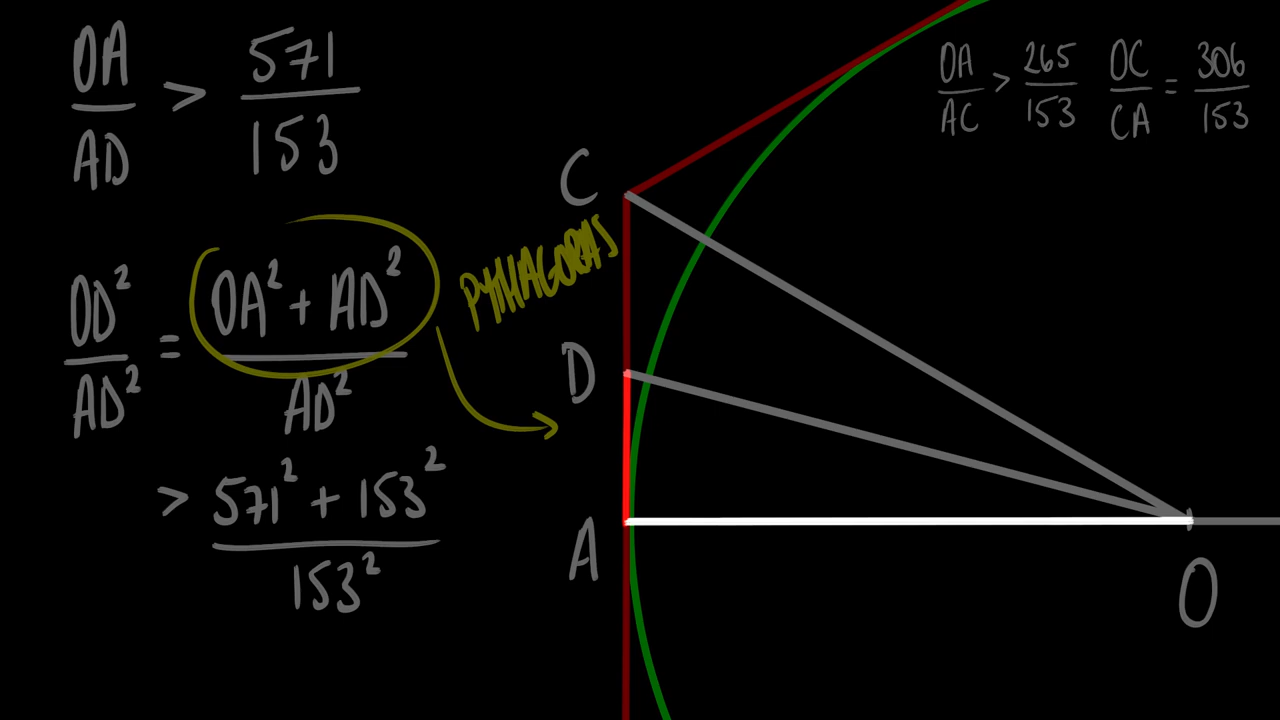 OA/AD > 571/153
OA/AC > 265/153 OC/CA = 306/153
C
PYTHAGORAS
OD²/AD² = OA² + AD²/AD²
D
> 571² + 153²/153²
A
O